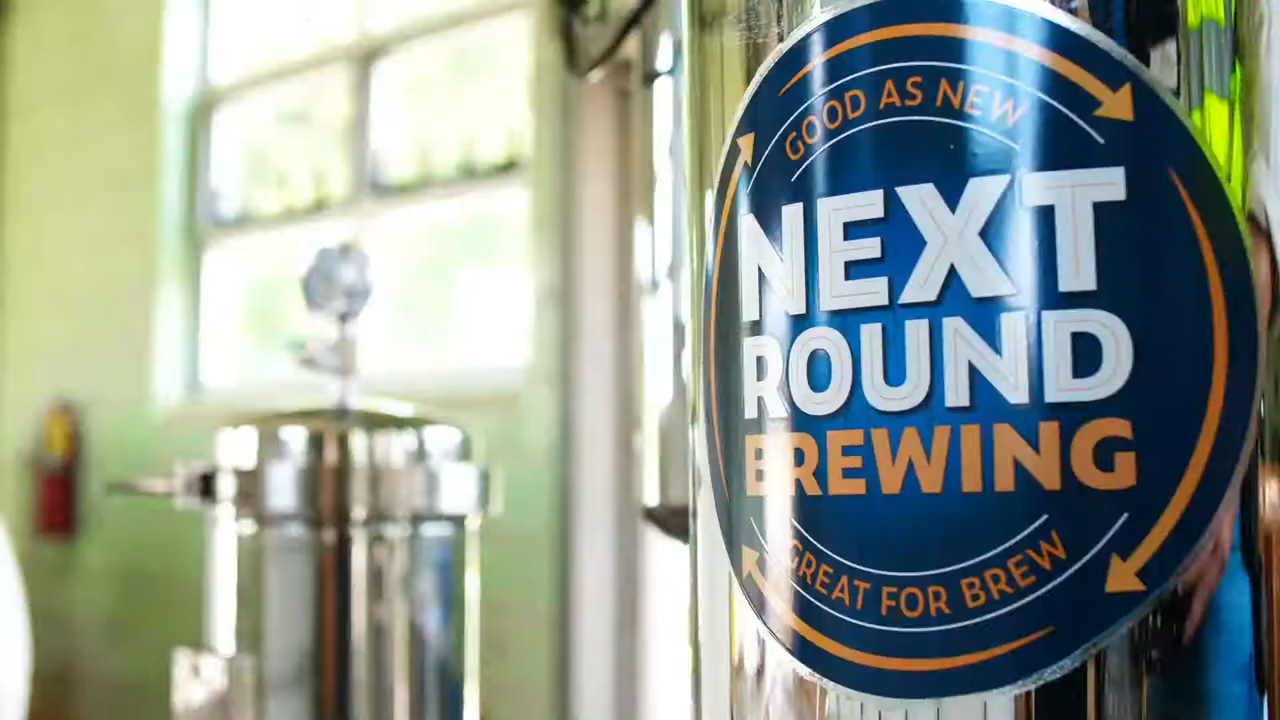 GOOD AS NEW
NEXT
ROUND
BREWING
GREAT FOR BREW